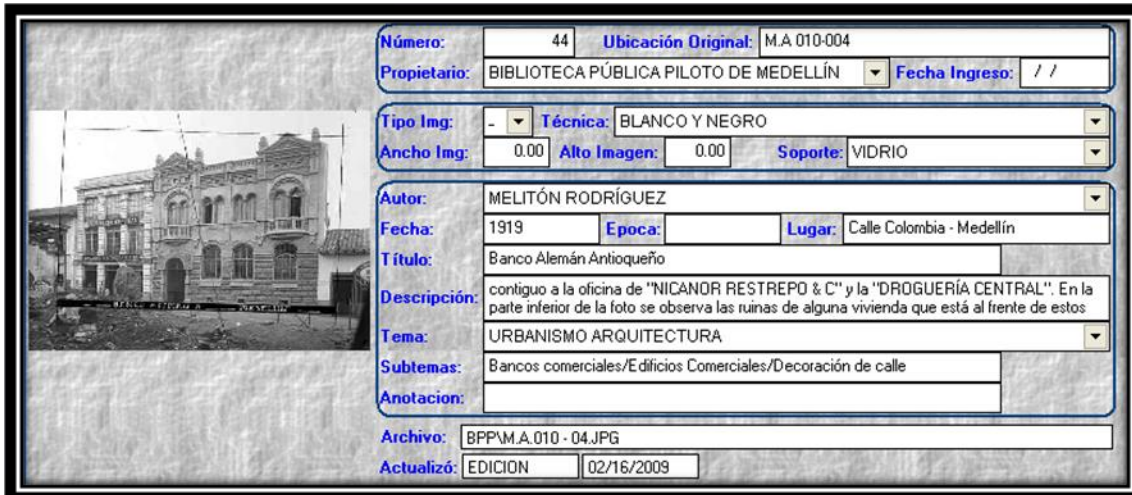 Número: 44 Ubicación Original: M.A 010-004
Propietario: BIBLIOTECA PÚBLICA PILOTO DE MEDELLÍN Fecha Ingreso: / /
Tipo Img: - Técnica: BLANCO Y NEGRO
Ancho Img: 0.00 Alto Imagen: 0.00 Soporte: VIDRIO
Autor: MELITÓN RODRÍGUEZ
Fecha: 1919 Epoca: Lugar: Calle Colombia - Medellín
Título: Banco Alemán Antioqueño
Descripción: contiguo a la oficina de "NICANOR RESTREPO & C" y la "DROGUERÍA CENTRAL". En la
parte inferior de la foto se observa las ruinas de alguna vivienda que está al frente de estos
Tema: URBANISMO ARQUITECTURA
Subtemas: Bancos comerciales/Edificios Comerciales/Decoración de calle
Anotacion:
Archivo: BPP\M.A.010 - 04.JPG
Actualizó: EDICION 02/16/2009